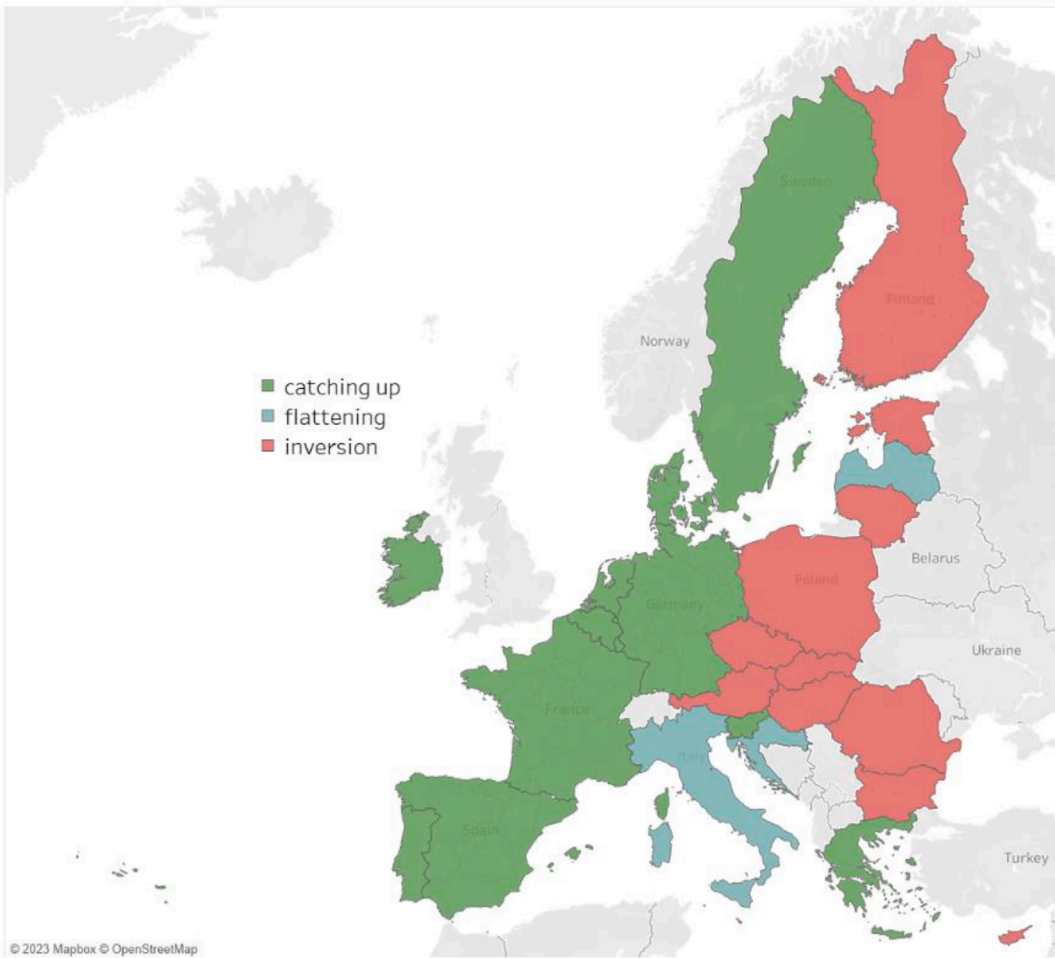 Sweden
Finland
Norway
catching up
flattening
inversion
Belarus
Poland
Germany
Ukraine
France
Italy
Spain
Turkey
© 2023 Mapbox © OpenStreetMap